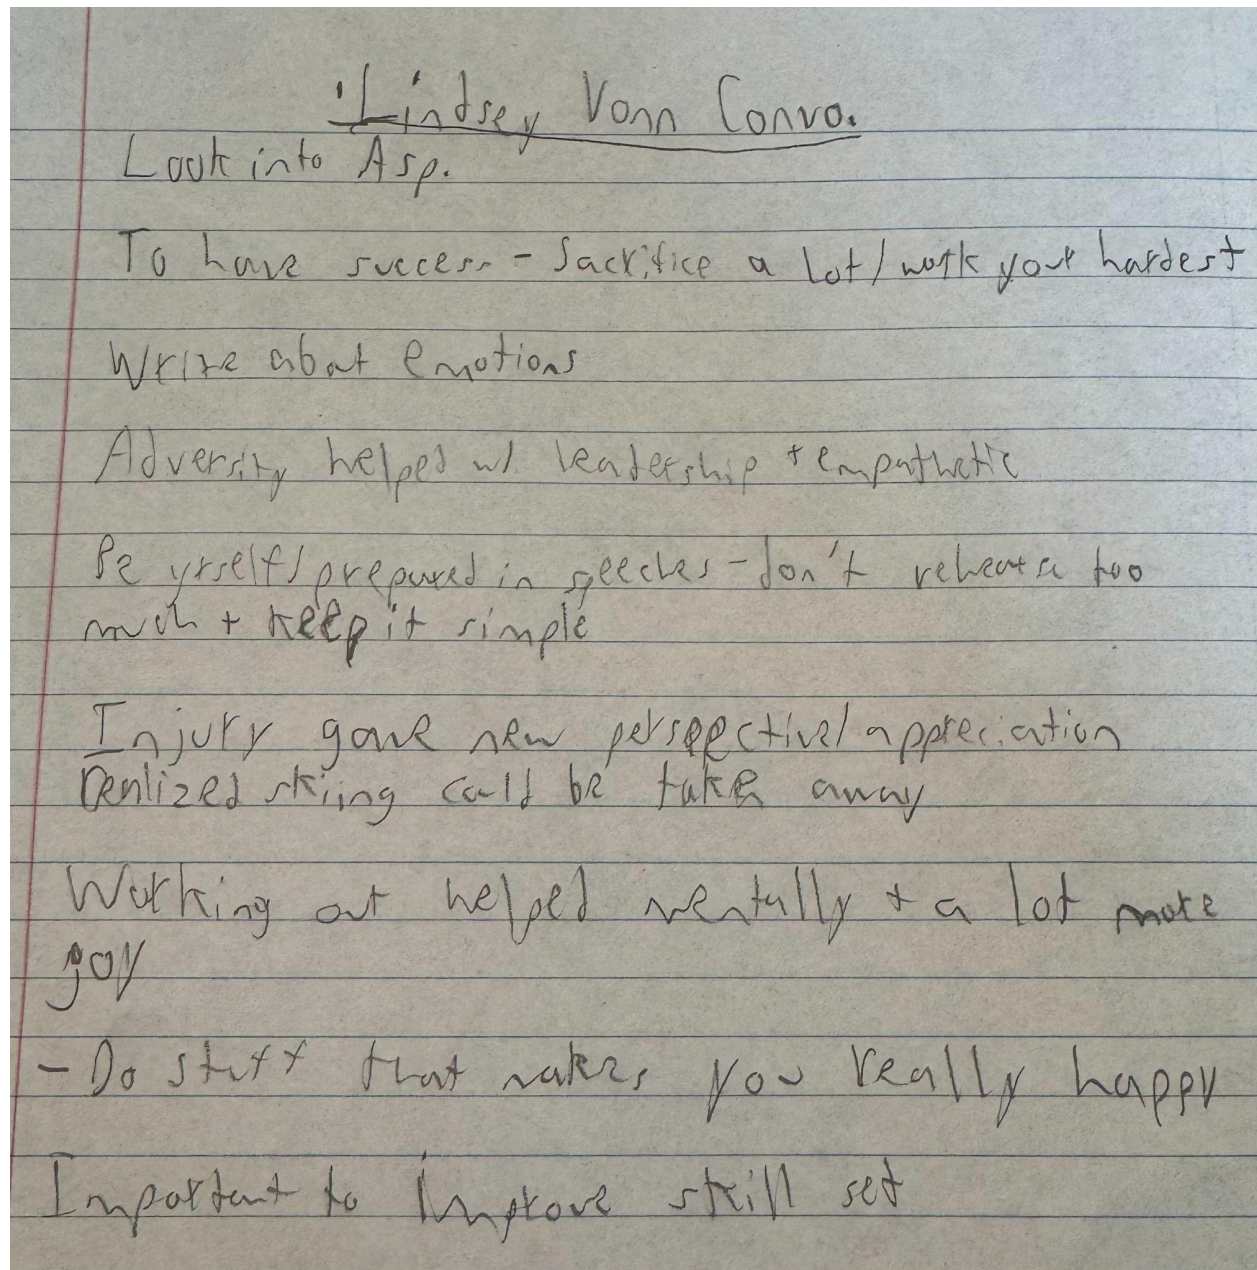 Lindsey Vonn Convo.
Look into Asp.
To have success - Sacrifice a lot/work your hardest
Write about emotions
Adversity helped w/ leadership + empathetic
Be yrself/prepared in speeches - don't rehearse too
much + keep it simple
Injury gave new perspective/appreciation
Realized skiing could be taken away
Working out helped mentally + a lot more
joy
- Do stuff that makes you really happy
Important to improve skill set